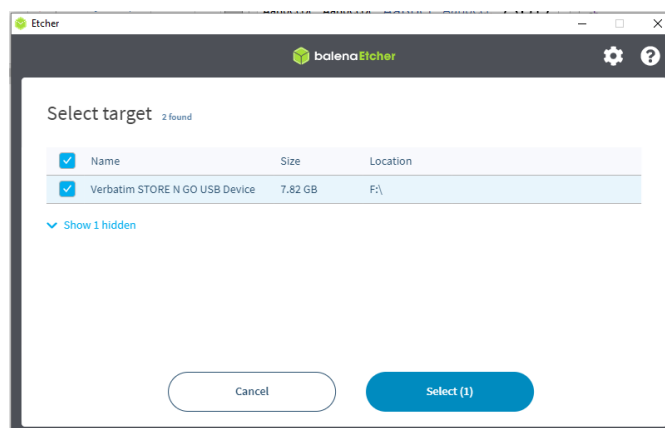 Etcher
balenaEtcher
Select target 2 found
Name Size Location
Verbatim STORE N GO USB Device 7.82 GB F:\
Show 1 hidden
Cancel Select (1)